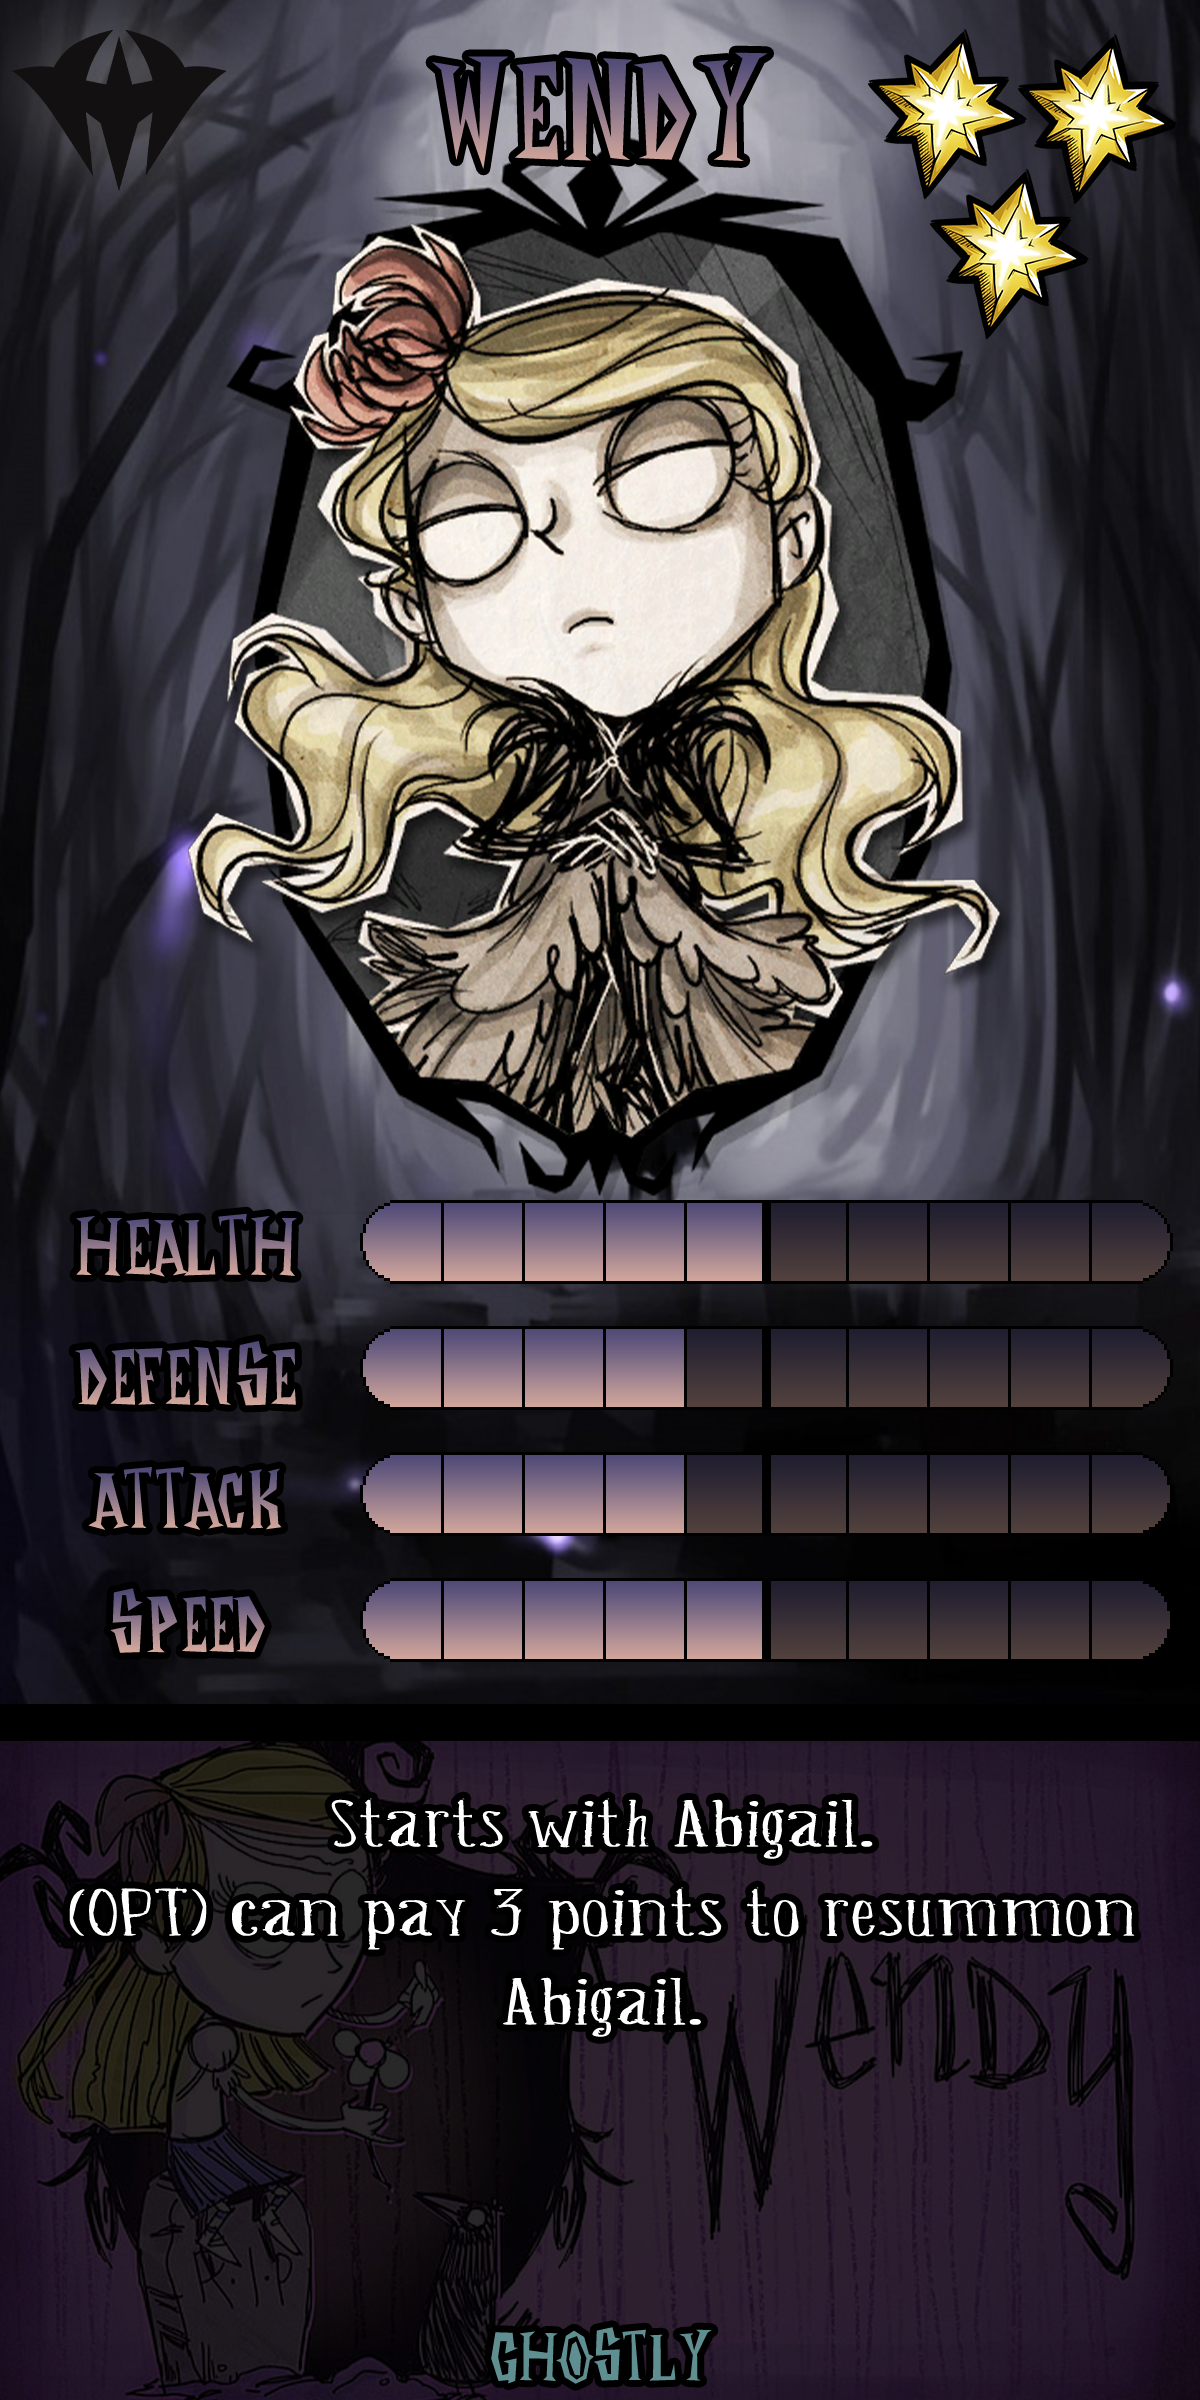 WENDY
HEALTH
DEFENSE
ATTACK
SPEED
Starts with Abigail.
(OPT) can pay 3 points to resummon
Abigail.
Wendy
GHOSTLY